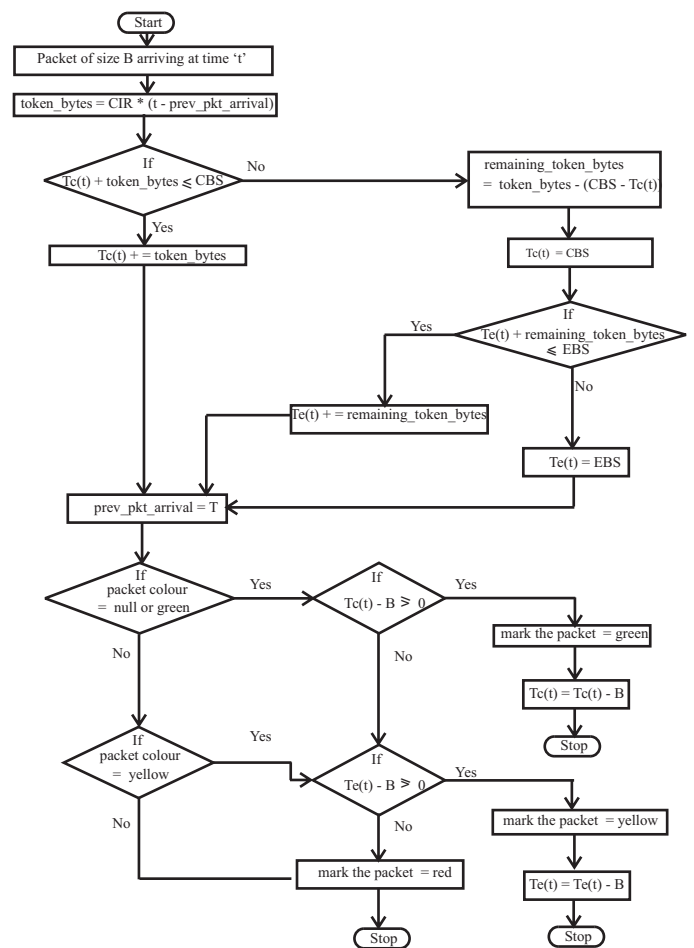 Start
Packet of size B arriving at time ‘t’
token_bytes = CIR * (t - prev_pkt_arrival)
If
Tc(t) + token_bytes ⩽ CBS
No
remaining_token_bytes
= token_bytes - (CBS - Tc(t)
Yes
Tc(t) + = token_bytes
Tc(t) = CBS
If
Te(t) + remaining_token_bytes
⩽ EBS
Yes
No
Te(t) + = remaining_token_bytes
Te(t) = EBS
prev_pkt_arrival = T
If
packet colour
= null or green
Yes
If
Tc(t) - B ⩾ 0
Yes
mark the packet = green
No
No
Tc(t) = Tc(t) - B
Stop
If
packet colour
= yellow
Yes
If
Te(t) - B ⩾ 0
Yes
mark the packet = yellow
No
No
mark the packet = red
Te(t) = Te(t) - B
Stop
Stop